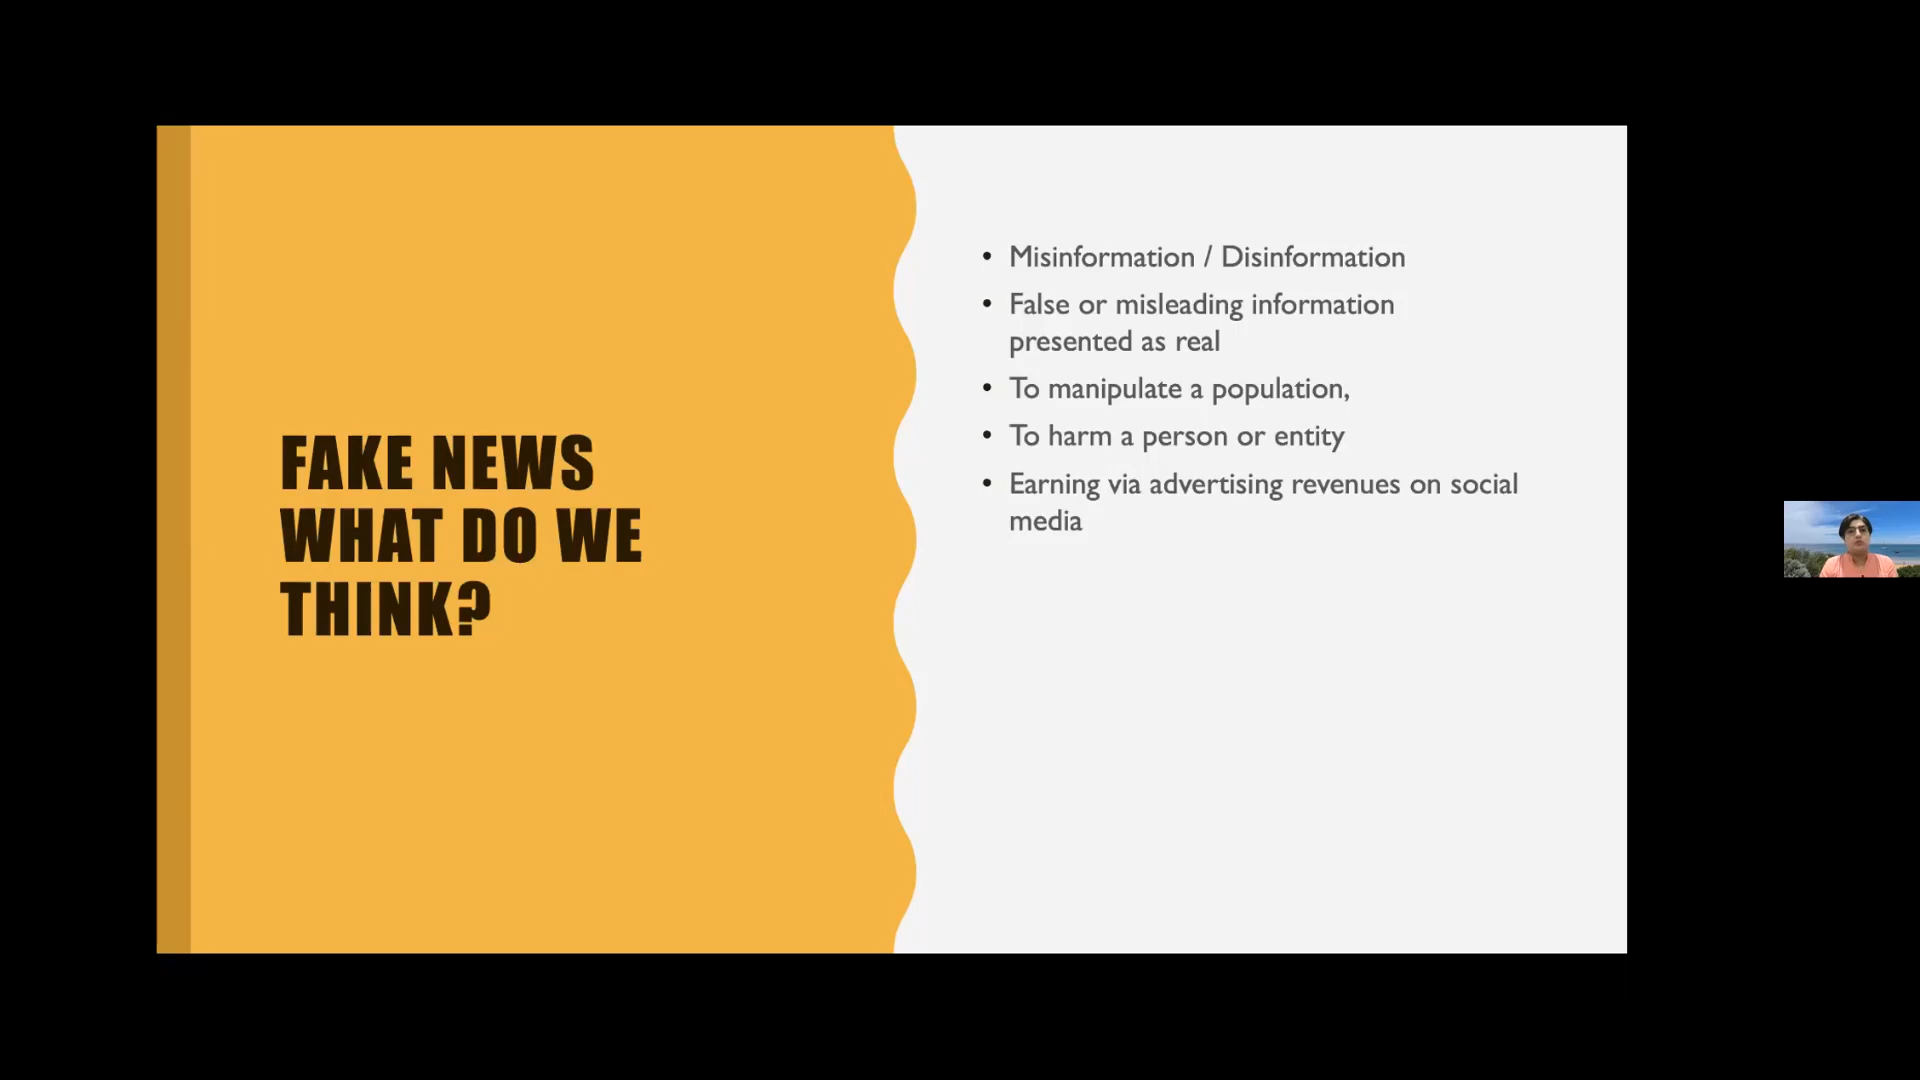 FAKE NEWS
WHAT DO WE
THINK?
• Misinformation / Disinformation
• False or misleading information
presented as real
• To manipulate a population,
• To harm a person or entity
• Earning via advertising revenues on social
media